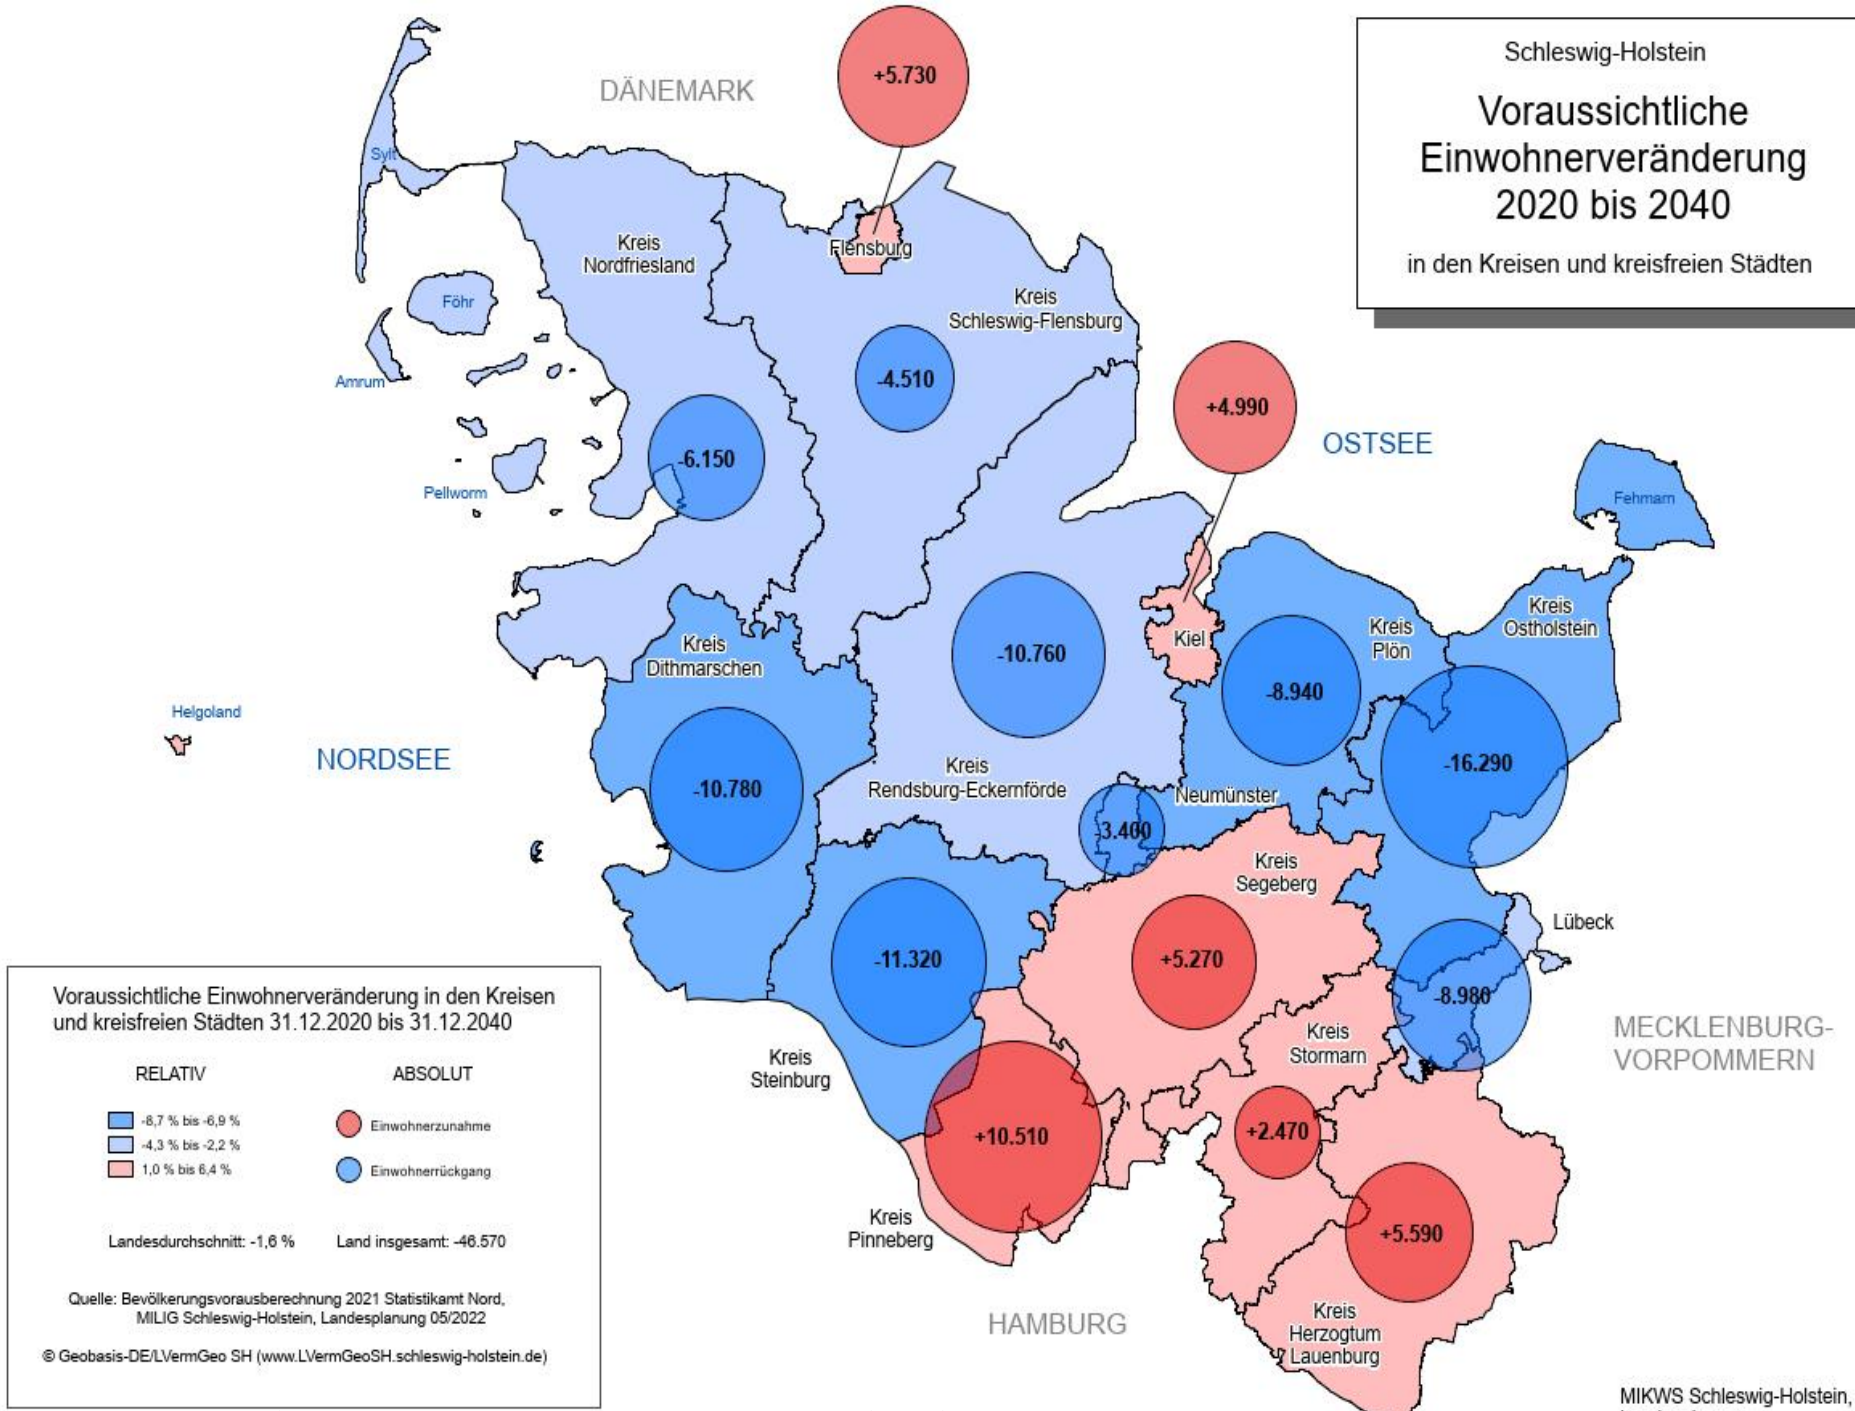 Schleswig-Holstein
Voraussichtliche
Einwohnerveränderung
2020 bis 2040
in den Kreisen und kreisfreien Städten
DÄNEMARK
+5.730
Sylt
Flensburg
Kreis
Nordfriesland
Kreis
Schleswig-Flensburg
Föhr
Amrum
-4.510
+4.990
OSTSEE
-6.150
Pellworm
Fehmarn
Kreis
Ostholstein
Kreis
Plön
Kiel
Kreis
Dithmarschen
-10.760
-8.940
Helgoland
NORDSEE
-16.290
-10.780
Kreis
Rendsburg-Eckernförde
Neumünster
-3.400
Kreis
Segeberg
Lübeck
-11.320
+5.270
-8.980
Kreis
Stormarn
MECKLENBURG-
VORPOMMERN
Kreis
Steinburg
+10.510
+2.470
Kreis
Pinneberg
+5.590
HAMBURG
Kreis
Herzogtum
Lauenburg
Voraussichtliche Einwohnerveränderung in den Kreisen
und kreisfreien Städten 31.12.2020 bis 31.12.2040
RELATIV
ABSOLUT
-8,7 % bis -6,9 %
-4,3 % bis -2,2 %
1,0 % bis 6,4 %
Einwohnerzunahme
Einwohnerrückgang
Landesdurchschnitt: -1,6 %
Land insgesamt: -46.570
Quelle: Bevölkerungsvorausberechnung 2021 Statistikamt Nord,
MILIG Schleswig-Holstein, Landesplanung 05/2022
© Geobasis-DE/LVermGeo SH (www.LVermGeoSH.schleswig-holstein.de)
MIKWS Schleswig-Holstein,